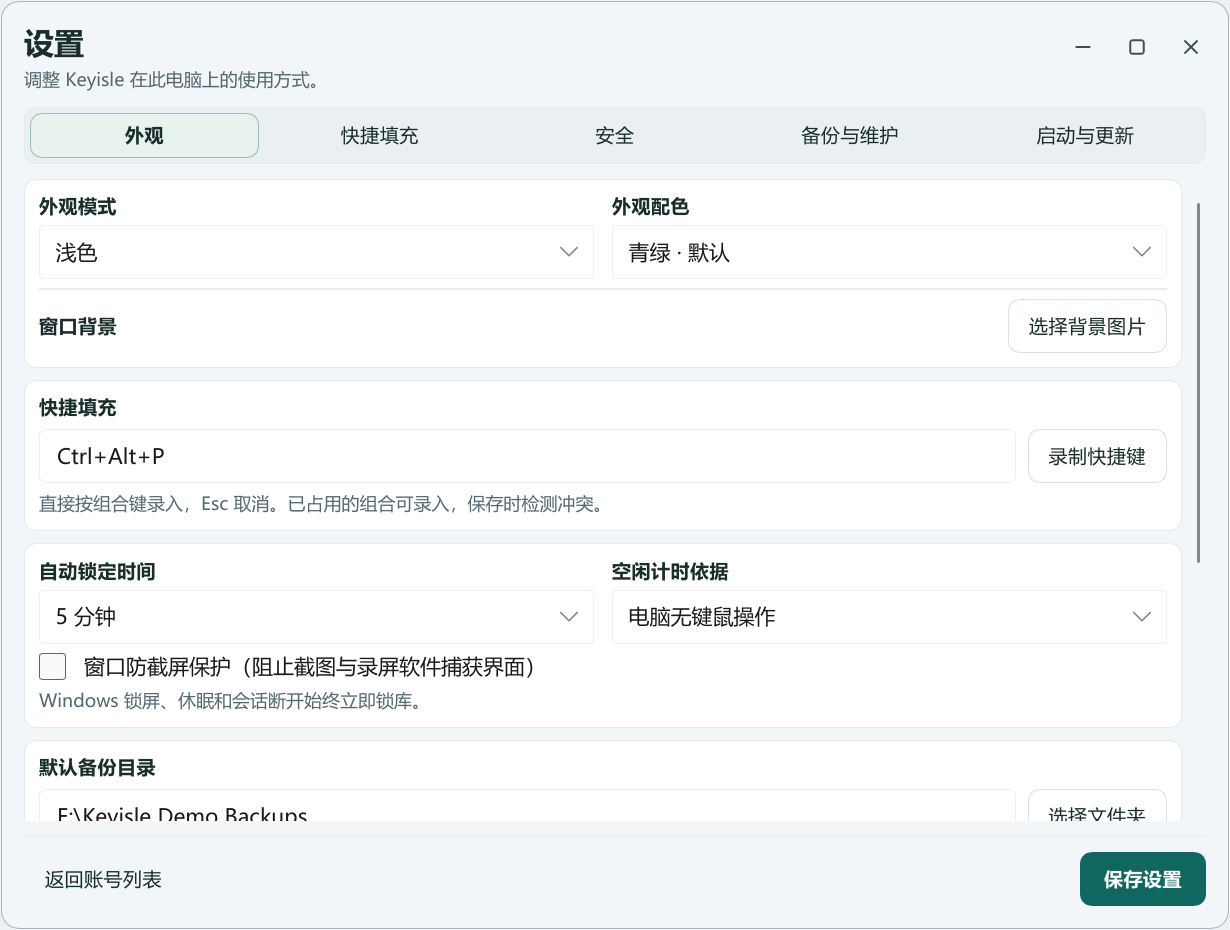 设置
调整 Keyisle 在此电脑上的使用方式。
外观 快捷填充 安全 备份与维护 启动与更新
外观模式 外观配色
浅色 青绿 · 默认
窗口背景 选择背景图片
快捷填充
Ctrl+Alt+P 录制快捷键
直接按组合键录入，Esc 取消。已占用的组合可录入，保存时检测冲突。
自动锁定时间 空闲计时依据
5 分钟 电脑无键鼠操作
窗口防截屏保护（阻止截图与录屏软件捕获界面）
Windows 锁屏、休眠和会话断开始终立即锁库。
默认备份目录
F:\Keyisle Demo Backups 选择文件夹
返回账号列表 保存设置